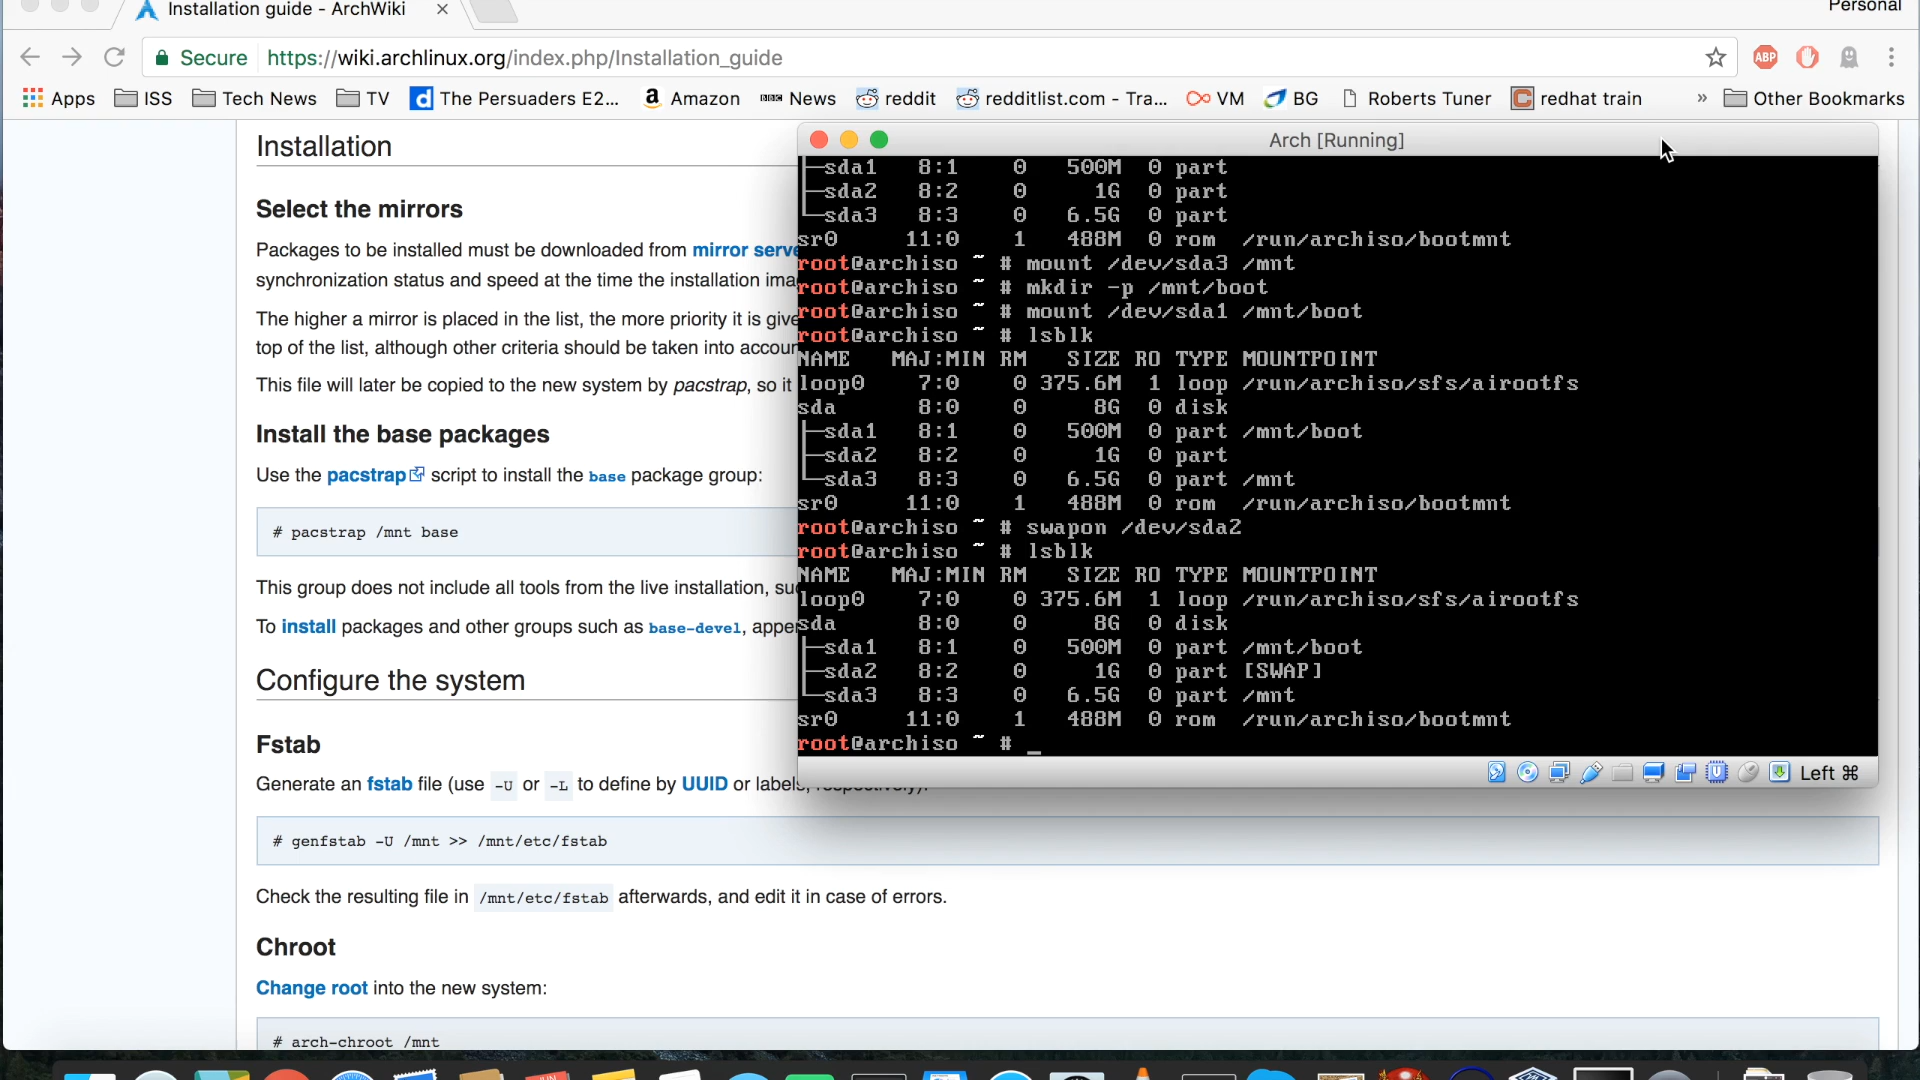 Installation guide - ArchWiki
Personal
Secure https://wiki.archlinux.org/index.php/Installation_guide
ABP
Apps ISS Tech News TV The Persuaders E2... Amazon News reddit redditlist.com - Tra... VM BG Roberts Tuner redhat train » Other Bookmarks
Installation
Select the mirrors
Packages to be installed must be downloaded from mirror serve
synchronization status and speed at the time the installation ima
The higher a mirror is placed in the list, the more priority it is give
top of the list, although other criteria should be taken into accoun
This file will later be copied to the new system by pacstrap, so it
Install the base packages
Use the pacstrap script to install the base package group:
# pacstrap /mnt base
This group does not include all tools from the live installation, suc
To install packages and other groups such as base-devel, appen
Configure the system
Fstab
Generate an fstab file (use -U or -L to define by UUID or labels, respectively):
# genfstab -U /mnt >> /mnt/etc/fstab
Check the resulting file in /mnt/etc/fstab afterwards, and edit it in case of errors.
Chroot
Change root into the new system:
# arch-chroot /mnt
Arch [Running]
├─sda1 8:1 0 500M 0 part
├─sda2 8:2 0 1G 0 part
└─sda3 8:3 0 6.5G 0 part
sr0 11:0 1 488M 0 rom /run/archiso/bootmnt
root@archiso ~ # mount /dev/sda3 /mnt
root@archiso ~ # mkdir -p /mnt/boot
root@archiso ~ # mount /dev/sda1 /mnt/boot
root@archiso ~ # lsblk
NAME MAJ:MIN RM SIZE RO TYPE MOUNTPOINT
loop0 7:0 0 375.6M 1 loop /run/archiso/sfs/airootfs
sda 8:0 0 8G 0 disk
├─sda1 8:1 0 500M 0 part /mnt/boot
├─sda2 8:2 0 1G 0 part
└─sda3 8:3 0 6.5G 0 part /mnt
sr0 11:0 1 488M 0 rom /run/archiso/bootmnt
root@archiso ~ # swapon /dev/sda2
root@archiso ~ # lsblk
NAME MAJ:MIN RM SIZE RO TYPE MOUNTPOINT
loop0 7:0 0 375.6M 1 loop /run/archiso/sfs/airootfs
sda 8:0 0 8G 0 disk
├─sda1 8:1 0 500M 0 part /mnt/boot
├─sda2 8:2 0 1G 0 part [SWAP]
└─sda3 8:3 0 6.5G 0 part /mnt
sr0 11:0 1 488M 0 rom /run/archiso/bootmnt
root@archiso ~ # _
Left ⌘